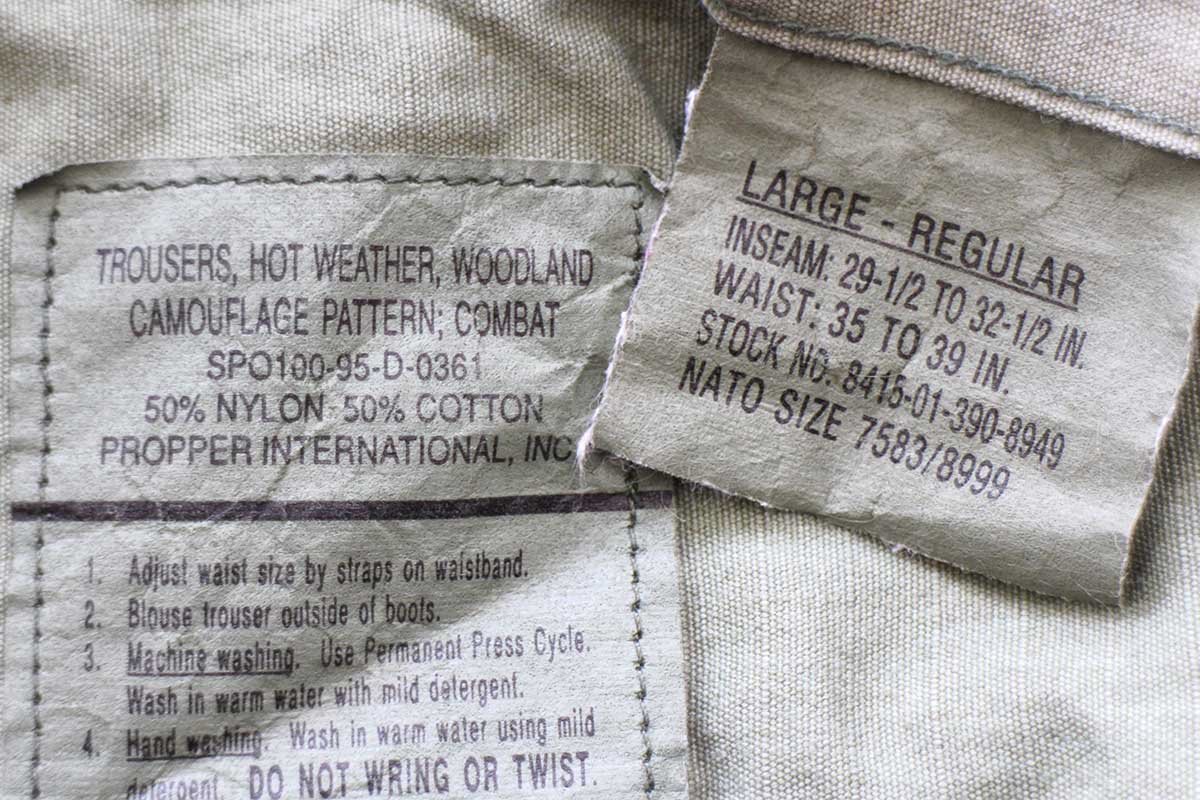 TROUSERS, HOT WEATHER, WOODLAND
CAMOUFLAGE PATTERN; COMBAT
SPO100-95-D-0361
50% NYLON 50% COTTON
PROPPER INTERNATIONAL, INC
1. Adjust waist size by straps on waistband.
2. Blouse trouser outside of boots.
3. Machine washing. Use Permanent Press Cycle.
Wash in warm water with mild detergent.
4. Hand washing. Wash in warm water using mild
detergent. DO NOT WRING OR TWIST.
LARGE - REGULAR
INSEAM: 29-1/2 TO 32-1/2 IN.
WAIST: 35 TO 39 IN.
STOCK NO. 8415-01-390-8949
NATO SIZE 7583/8999